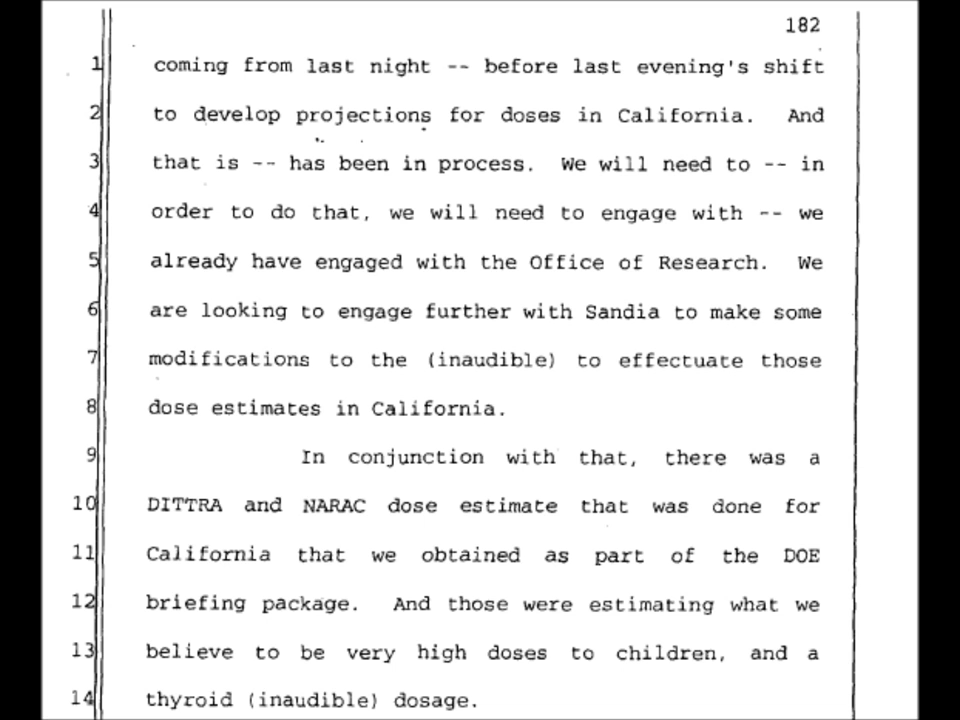 182
1 coming from last night -- before last evening's shift
2 to develop projections for doses in California. And
3 that is -- has been in process. We will need to -- in
4 order to do that, we will need to engage with -- we
5 already have engaged with the Office of Research. We
6 are looking to engage further with Sandia to make some
7 modifications to the (inaudible) to effectuate those
8 dose estimates in California.
9 In conjunction with that, there was a
10 DITTRA and NARAC dose estimate that was done for
11 California that we obtained as part of the DOE
12 briefing package. And those were estimating what we
13 believe to be very high doses to children, and a
14 thyroid (inaudible) dosage.